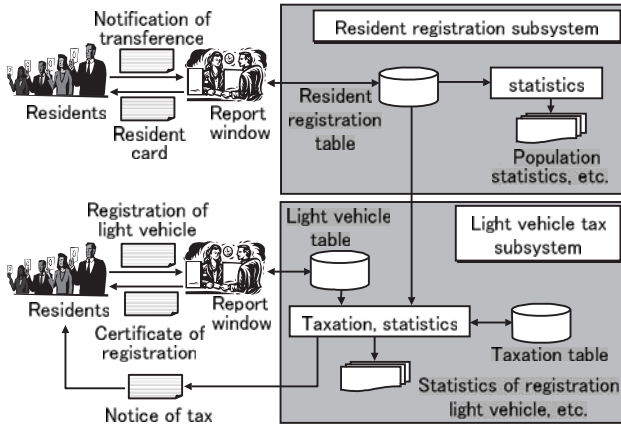 Notification of
transference
Resident registration subsystem
Residents
Resident
card
Report
window
Resident
registration
table
statistics
Population
statistics, etc.
Registration of
light vehicle
Light vehicle
table
Light vehicle tax
subsystem
Residents
Certificate of
registration
Report
window
Taxation, statistics
Taxation table
Notice of tax
Statistics of registration
light vehicle, etc.